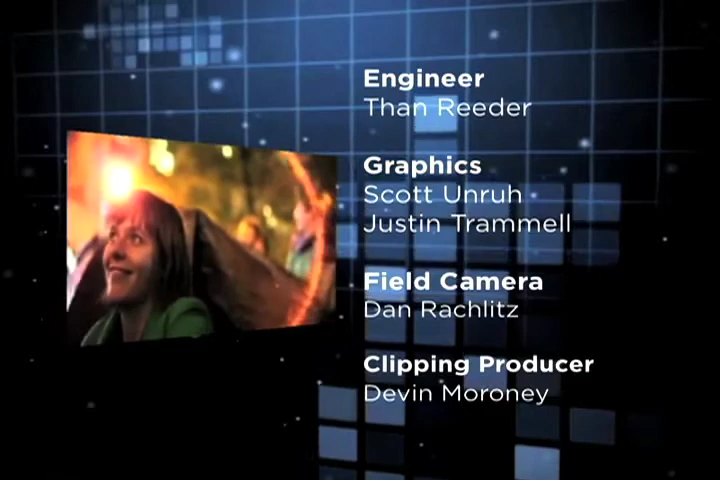 Engineer
Than Reeder
Graphics
Scott Unruh
Justin Trammell
Field Camera
Dan Rachlitz
Clipping Producer
Devin Moroney